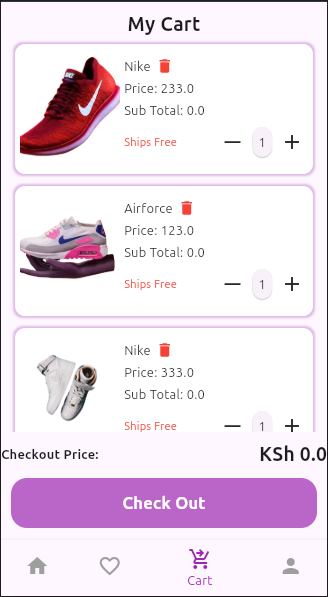 My Cart
Nike
Price: 233.0
Sub Total: 0.0
Ships Free
1
Airforce
Price: 123.0
Sub Total: 0.0
Ships Free
1
Nike
Price: 333.0
Sub Total: 0.0
Ships Free
1
Checkout Price:
KSh 0.0
Check Out
Cart